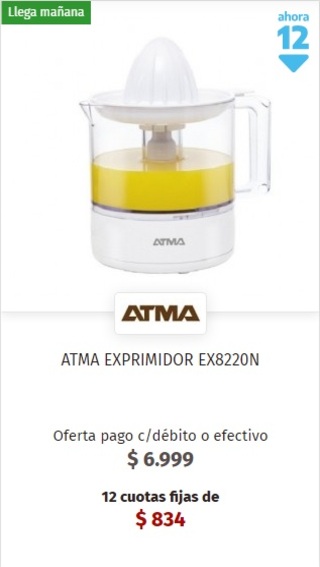 Llega mañana
ahora
12
ATMA
ATMA
ATMA EXPRIMIDOR EX8220N
Oferta pago c/débito o efectivo
$ 6.999
12 cuotas fijas de
$ 834